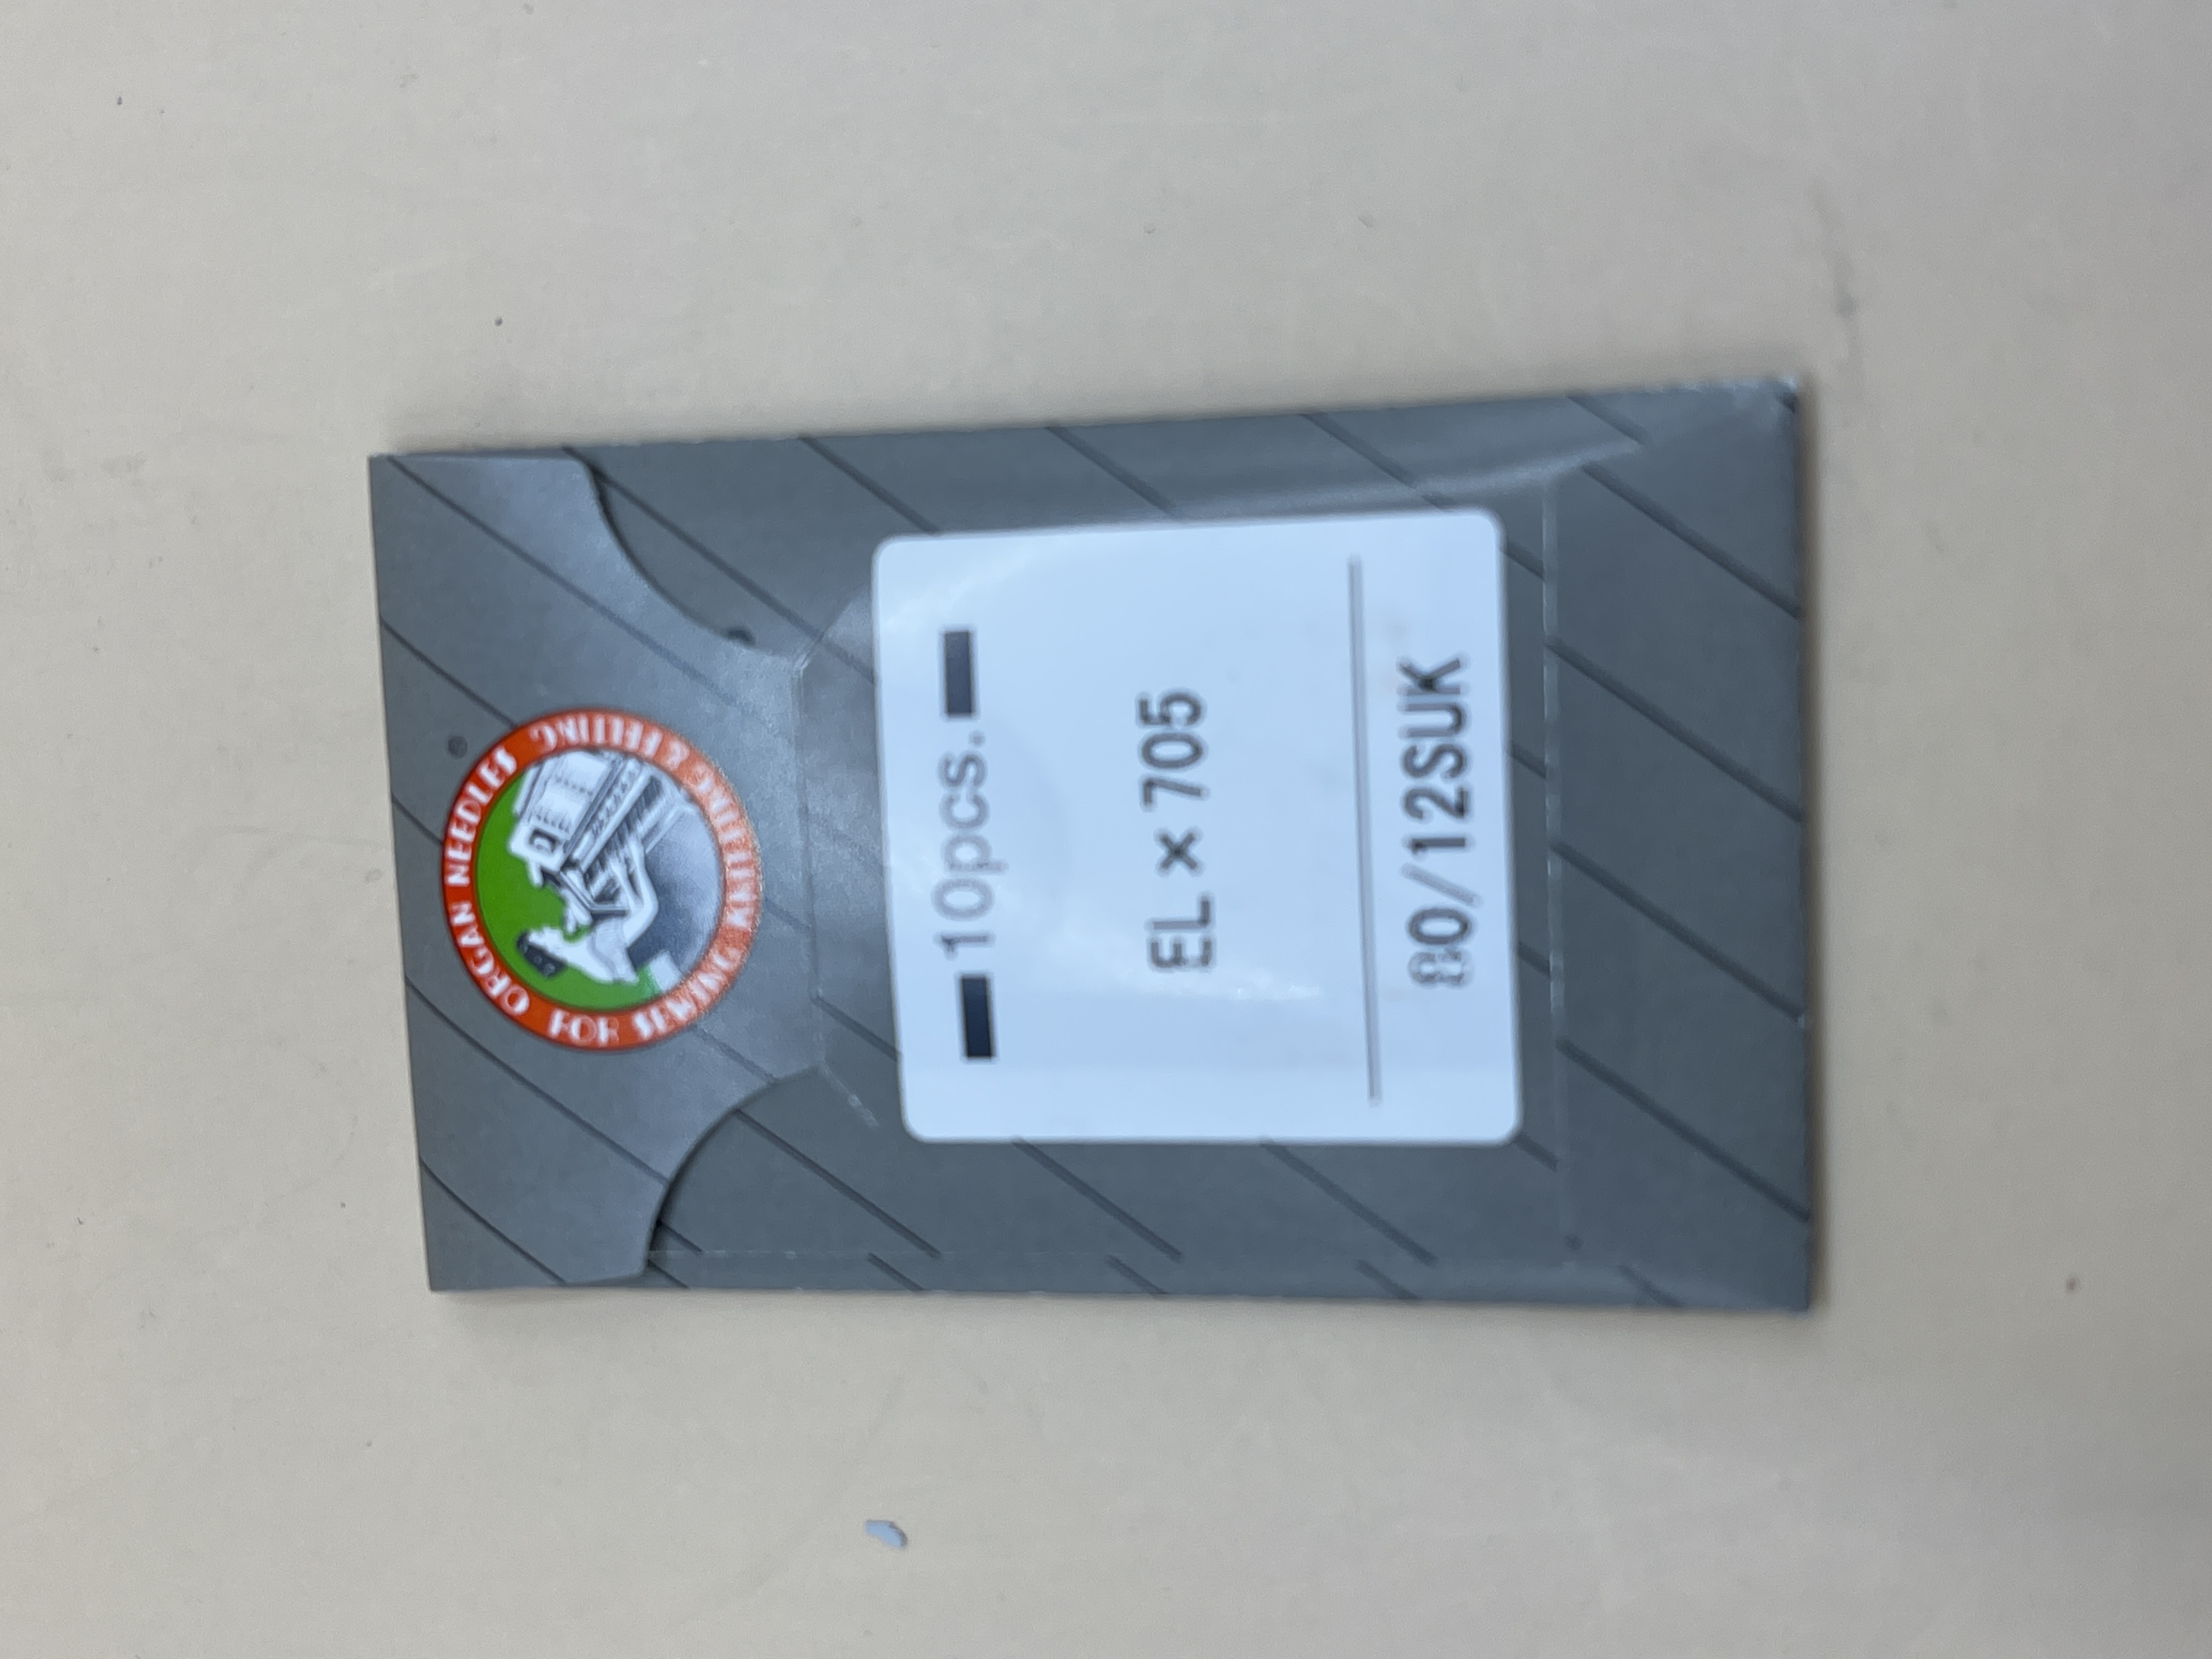 ORGAN NEEDLES
FOR SEWING KNITTING & FELTING
10pcs.
EL × 705
80/12SUK